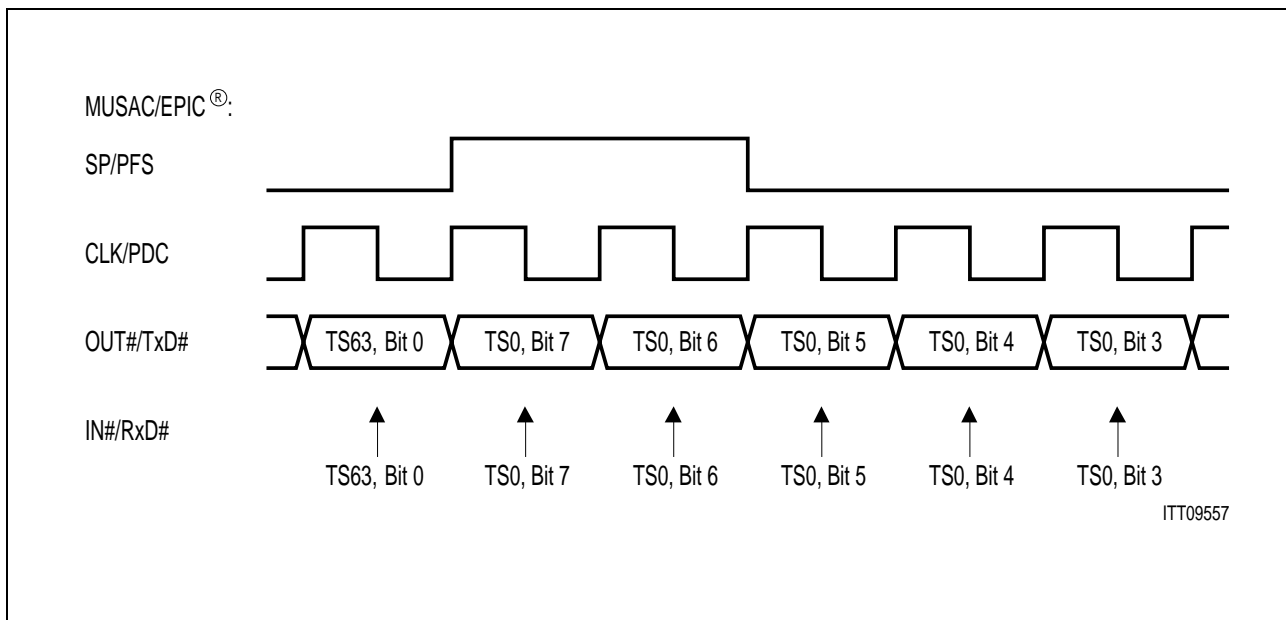 MUSAC/EPIC ®:
SP/PFS
CLK/PDC
OUT#/TxD# TS63, Bit 0 TS0, Bit 7 TS0, Bit 6 TS0, Bit 5 TS0, Bit 4 TS0, Bit 3
IN#/RxD#
TS63, Bit 0 TS0, Bit 7 TS0, Bit 6 TS0, Bit 5 TS0, Bit 4 TS0, Bit 3
ITT09557